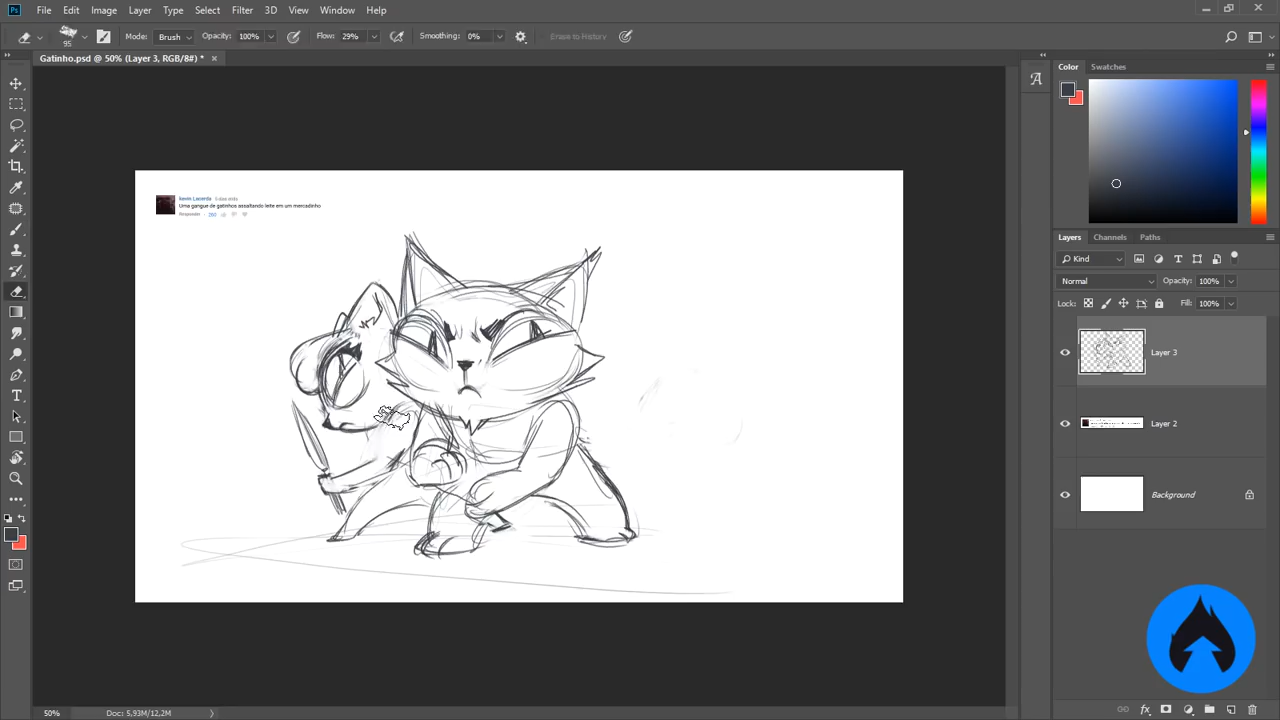 Ps File Edit Image Layer Type Select Filter 3D View Window Help
95 Mode: Brush Opacity: 100% Flow: 29% Smoothing: 0% Erase to History
Gatinho.psd @ 50% (Layer 3, RGB/8#) *
Color Swatches
kevin Lacerda
Uma gangue de gatinhos assaltando leite em um mercadinho
Responder 250
Layers Channels Paths
Kind
Normal Opacity: 100%
Lock: Fill: 100%
Layer 3
Layer 2
Background
50% Doc: 5,93M/12,2M